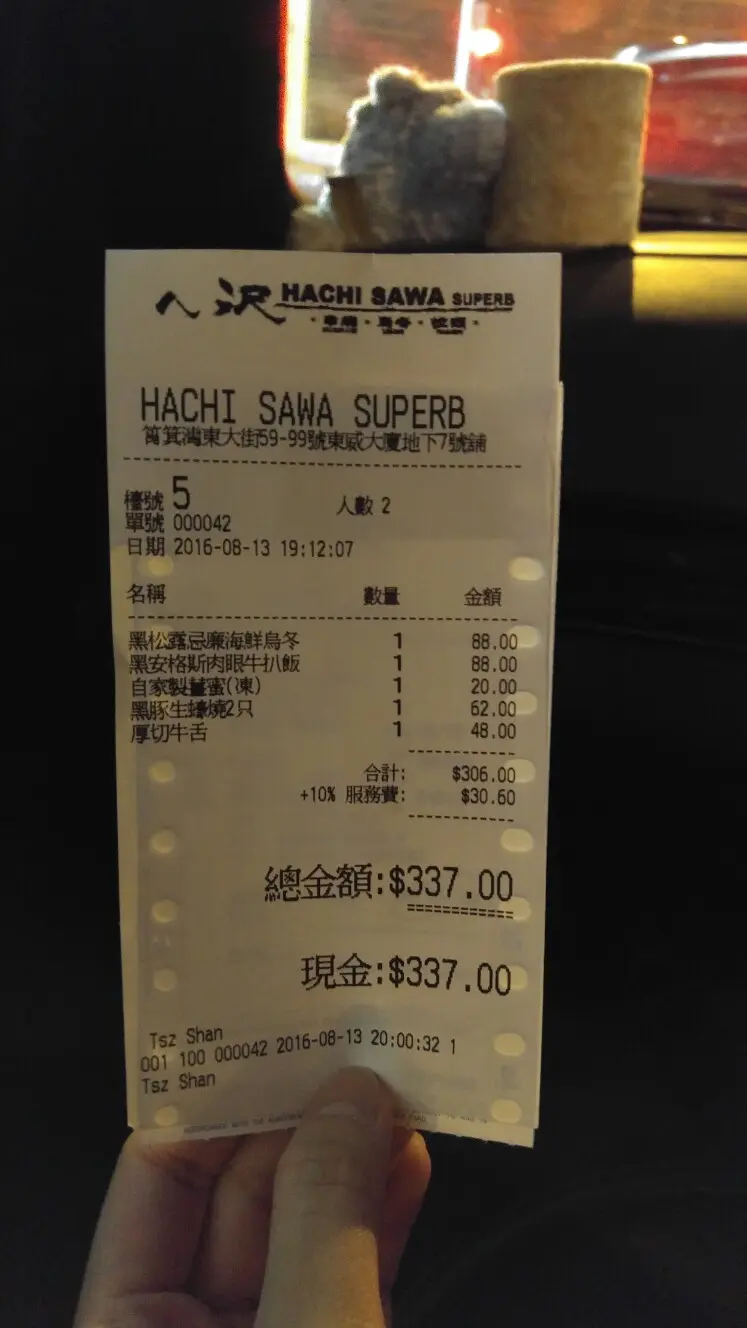 八沢 HACHI SAWA SUPERB
HACHI SAWA SUPERB
筲箕灣東大街59-99號東威大廈地下7號舖
檯號 5 人數 2
單號 000042
日期 2016-08-13 19:12:07
名稱 數量 金額
黑松露忌廉海鮮烏冬 1 88.00
黑安格斯肉眼牛扒飯 1 88.00
自家製薑蜜(凍) 1 20.00
黑豚生蠔燒2只 1 62.00
厚切牛舌 1 48.00
合計: $306.00
+10% 服務費: $30.60
總金額:$337.00
現金:$337.00
Tsz Shan
001 100 000042 2016-08-13 20:00:32 1
Tsz Shan